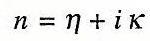 n = η + i κ